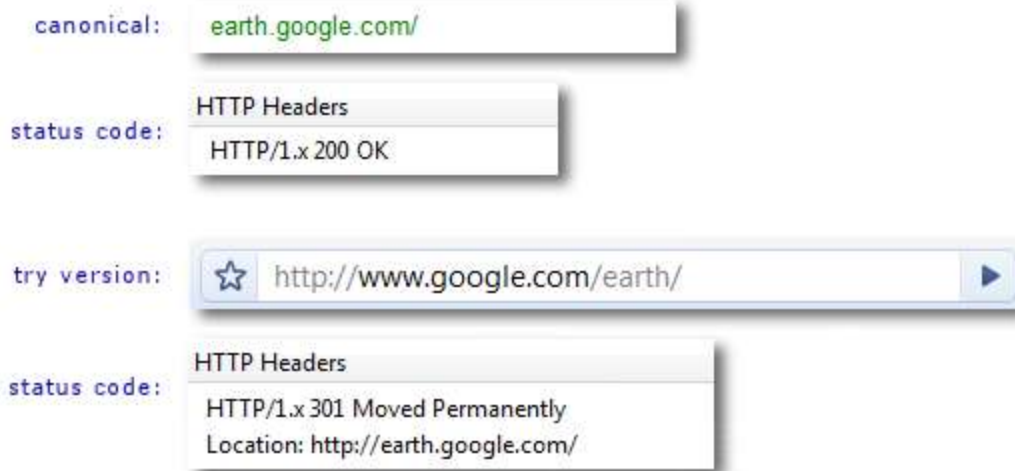 canonical: earth.google.com/
HTTP Headers
status code: HTTP/1.x 200 OK
try version: http://www.google.com/earth/
HTTP Headers
status code: HTTP/1.x 301 Moved Permanently
Location: http://earth.google.com/